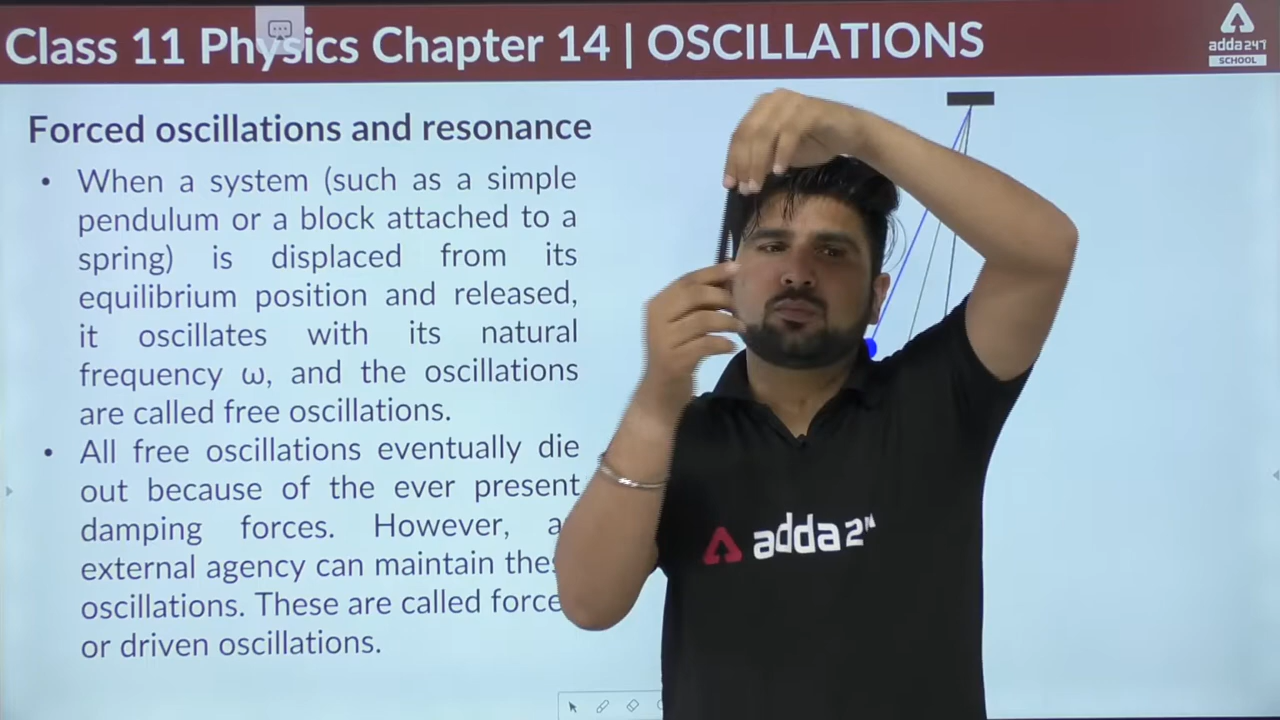 Class 11 Physics Chapter 14 | OSCILLATIONS
adda247
SCHOOL
Forced oscillations and resonance
• When a system (such as a simple
pendulum or a block attached to a
spring) is displaced from its
equilibrium position and released,
it oscillates with its natural
frequency ω, and the oscillations
are called free oscillations.
• All free oscillations eventually die
out because of the ever present
damping forces. However, a
external agency can maintain thes
oscillations. These are called force
or driven oscillations.
adda2